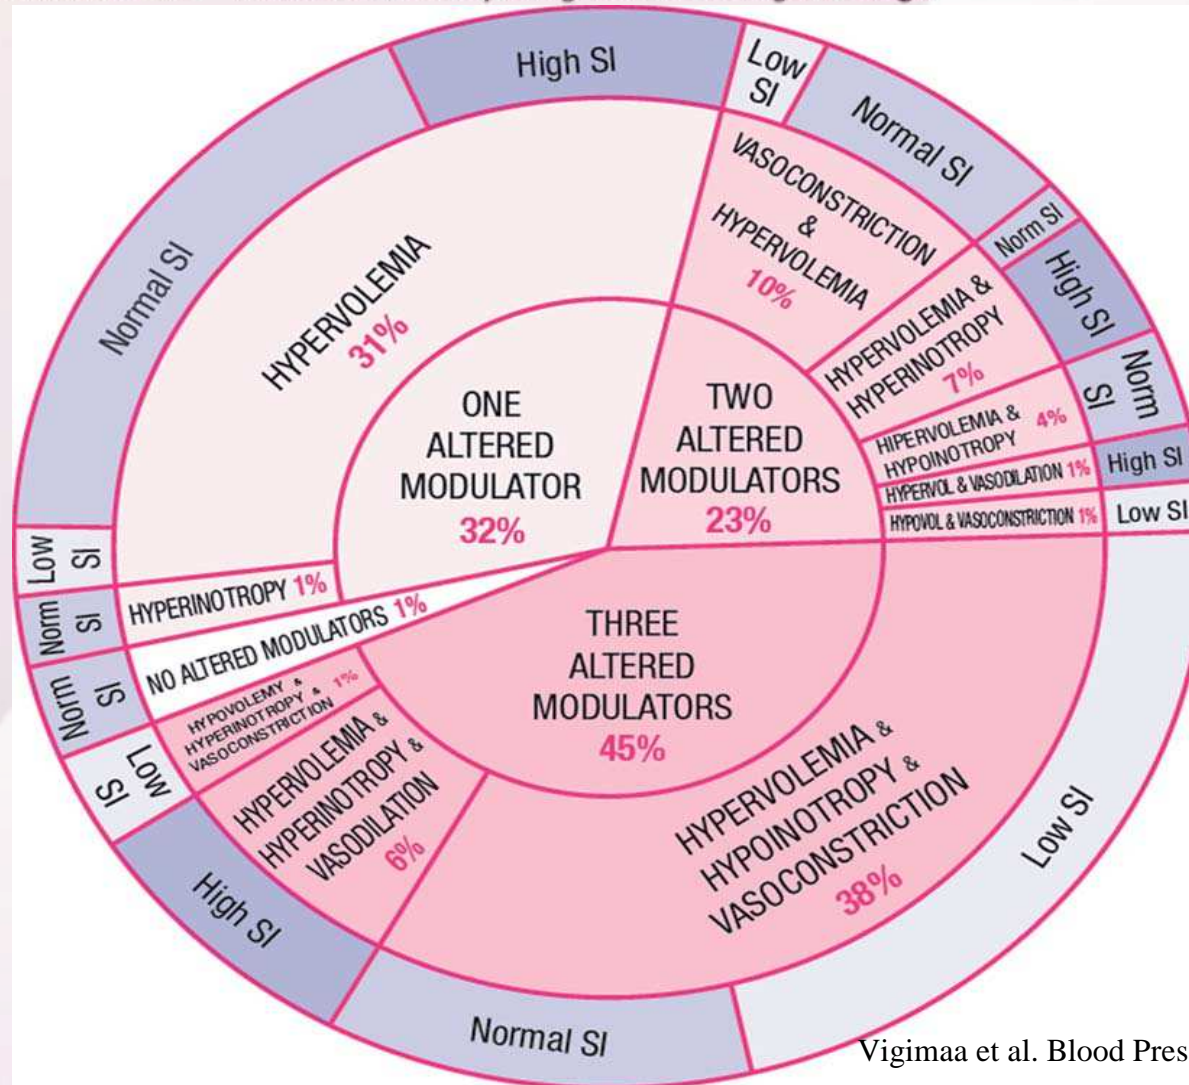 High SI
Low
SI
Normal SI
Norm SI
High SI
Norm
SI
High SI
Low SI
Low SI
Normal SI
High SI
Low
SI
Norm
SI
Norm
SI
Low
SI
Normal SI
HYPERVOLEMIA
31%
VASOCONSTRICTION
&
HYPERVOLEMIA
10%
HYPERVOLEMIA &
HYPERINOTROPY
7%
HIPERVOLEMIA &
HYPOINOTROPY 4%
HYPERVOL & VASODILATION 1%
HYPOVOL & VASOCONSTRICTION 1%
ONE
ALTERED
MODULATOR
32%
TWO
ALTERED
MODULATORS
23%
HYPERINOTROPY 1%
NO ALTERED MODULATORS 1%
THREE
ALTERED
MODULATORS
45%
HYPOVOLEMY &
HYPERINOTROPY & 1%
VASOCONSTRICTION
HYPERVOLEMIA &
HYPERINOTROPY &
VASODILATION
6%
HYPERVOLEMIA &
HYPOINOTROPY &
VASOCONSTRICTION
38%
Vigimaa et al. Blood Pres